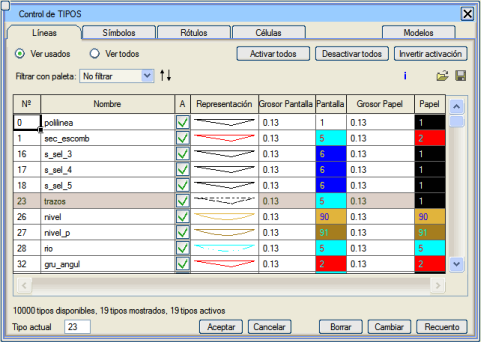 Control de TIPOS
Líneas Símbolos Rótulos Células Modelos
Ver usados Ver todos Activar todos Desactivar todos Invertir activación
Filtrar con paleta: No filtrar i
Nº Nombre A Representación Grosor Pantalla Pantalla Grosor Papel Papel
0 polilinea 0.13 1 0.13 1
1 sec_escomb 0.13 5 0.13 2
16 s_sel_3 0.13 6 0.13 1
17 s_sel_4 0.13 6 0.13 1
18 s_sel_5 0.13 6 0.13 1
23 trazos 0.13 5 0.13 1
26 nivel 0.13 90 0.13 90
27 nivel_p 0.13 91 0.13 91
28 rio 0.13 5 0.13 5
32 gru_angul 0.13 2 0.13 2
10000 tipos disponibles, 19 tipos mostrados, 19 tipos activos
Tipo actual 23 Aceptar Cancelar Borrar Cambiar Recuento